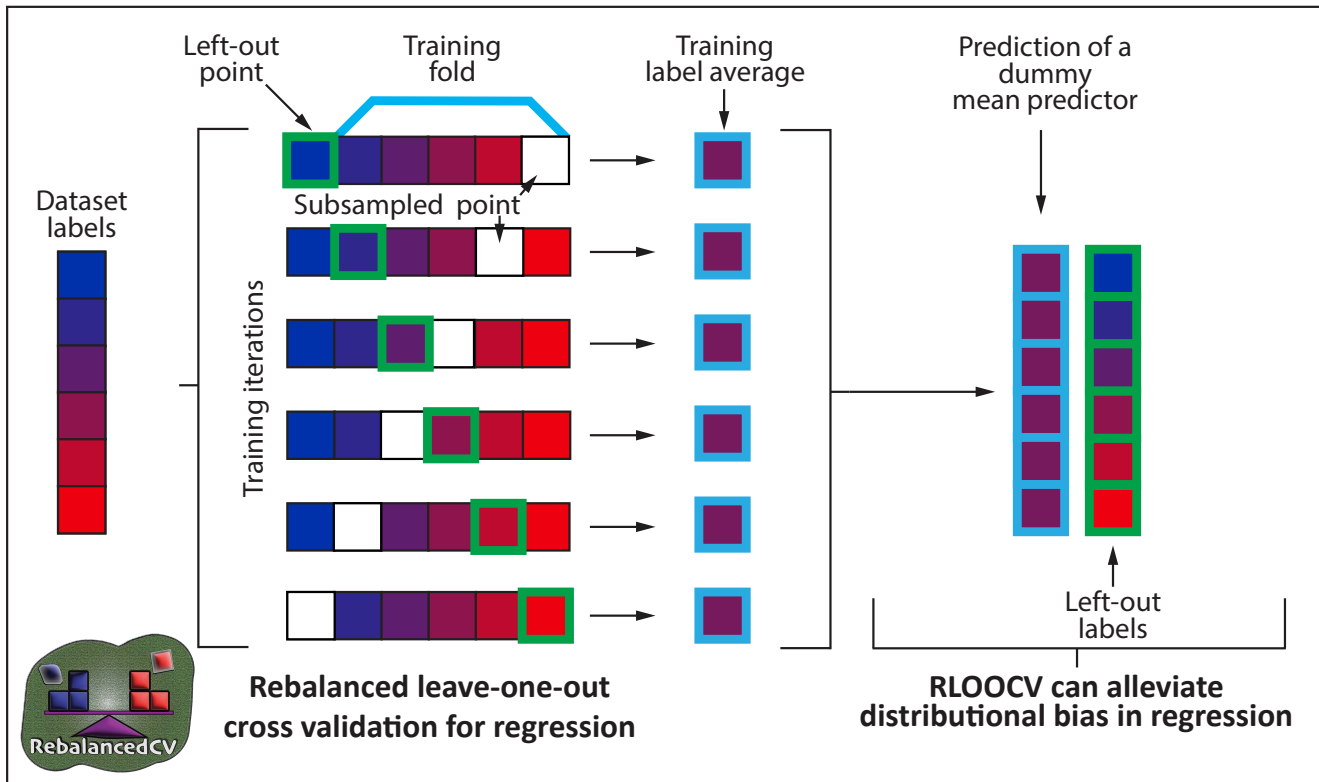 Left-out
point
Training
fold
Training
label average
Prediction of a
dummy
mean predictor
Dataset
labels
Subsampled point
Training iterations
Left-out
labels
Rebalanced leave-one-out
cross validation for regression
RLOOCV can alleviate
distributional bias in regression
RebalancedCV